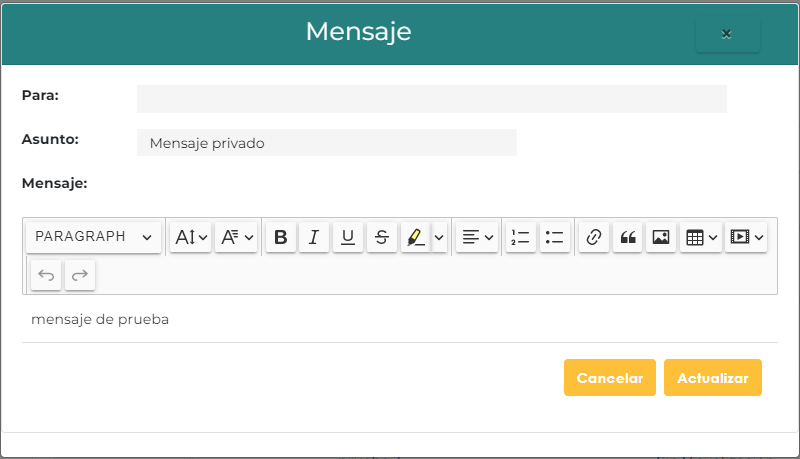 Mensaje
×
Para:
Asunto: Mensaje privado
Mensaje:
PARAGRAPH
mensaje de prueba
Cancelar Actualizar